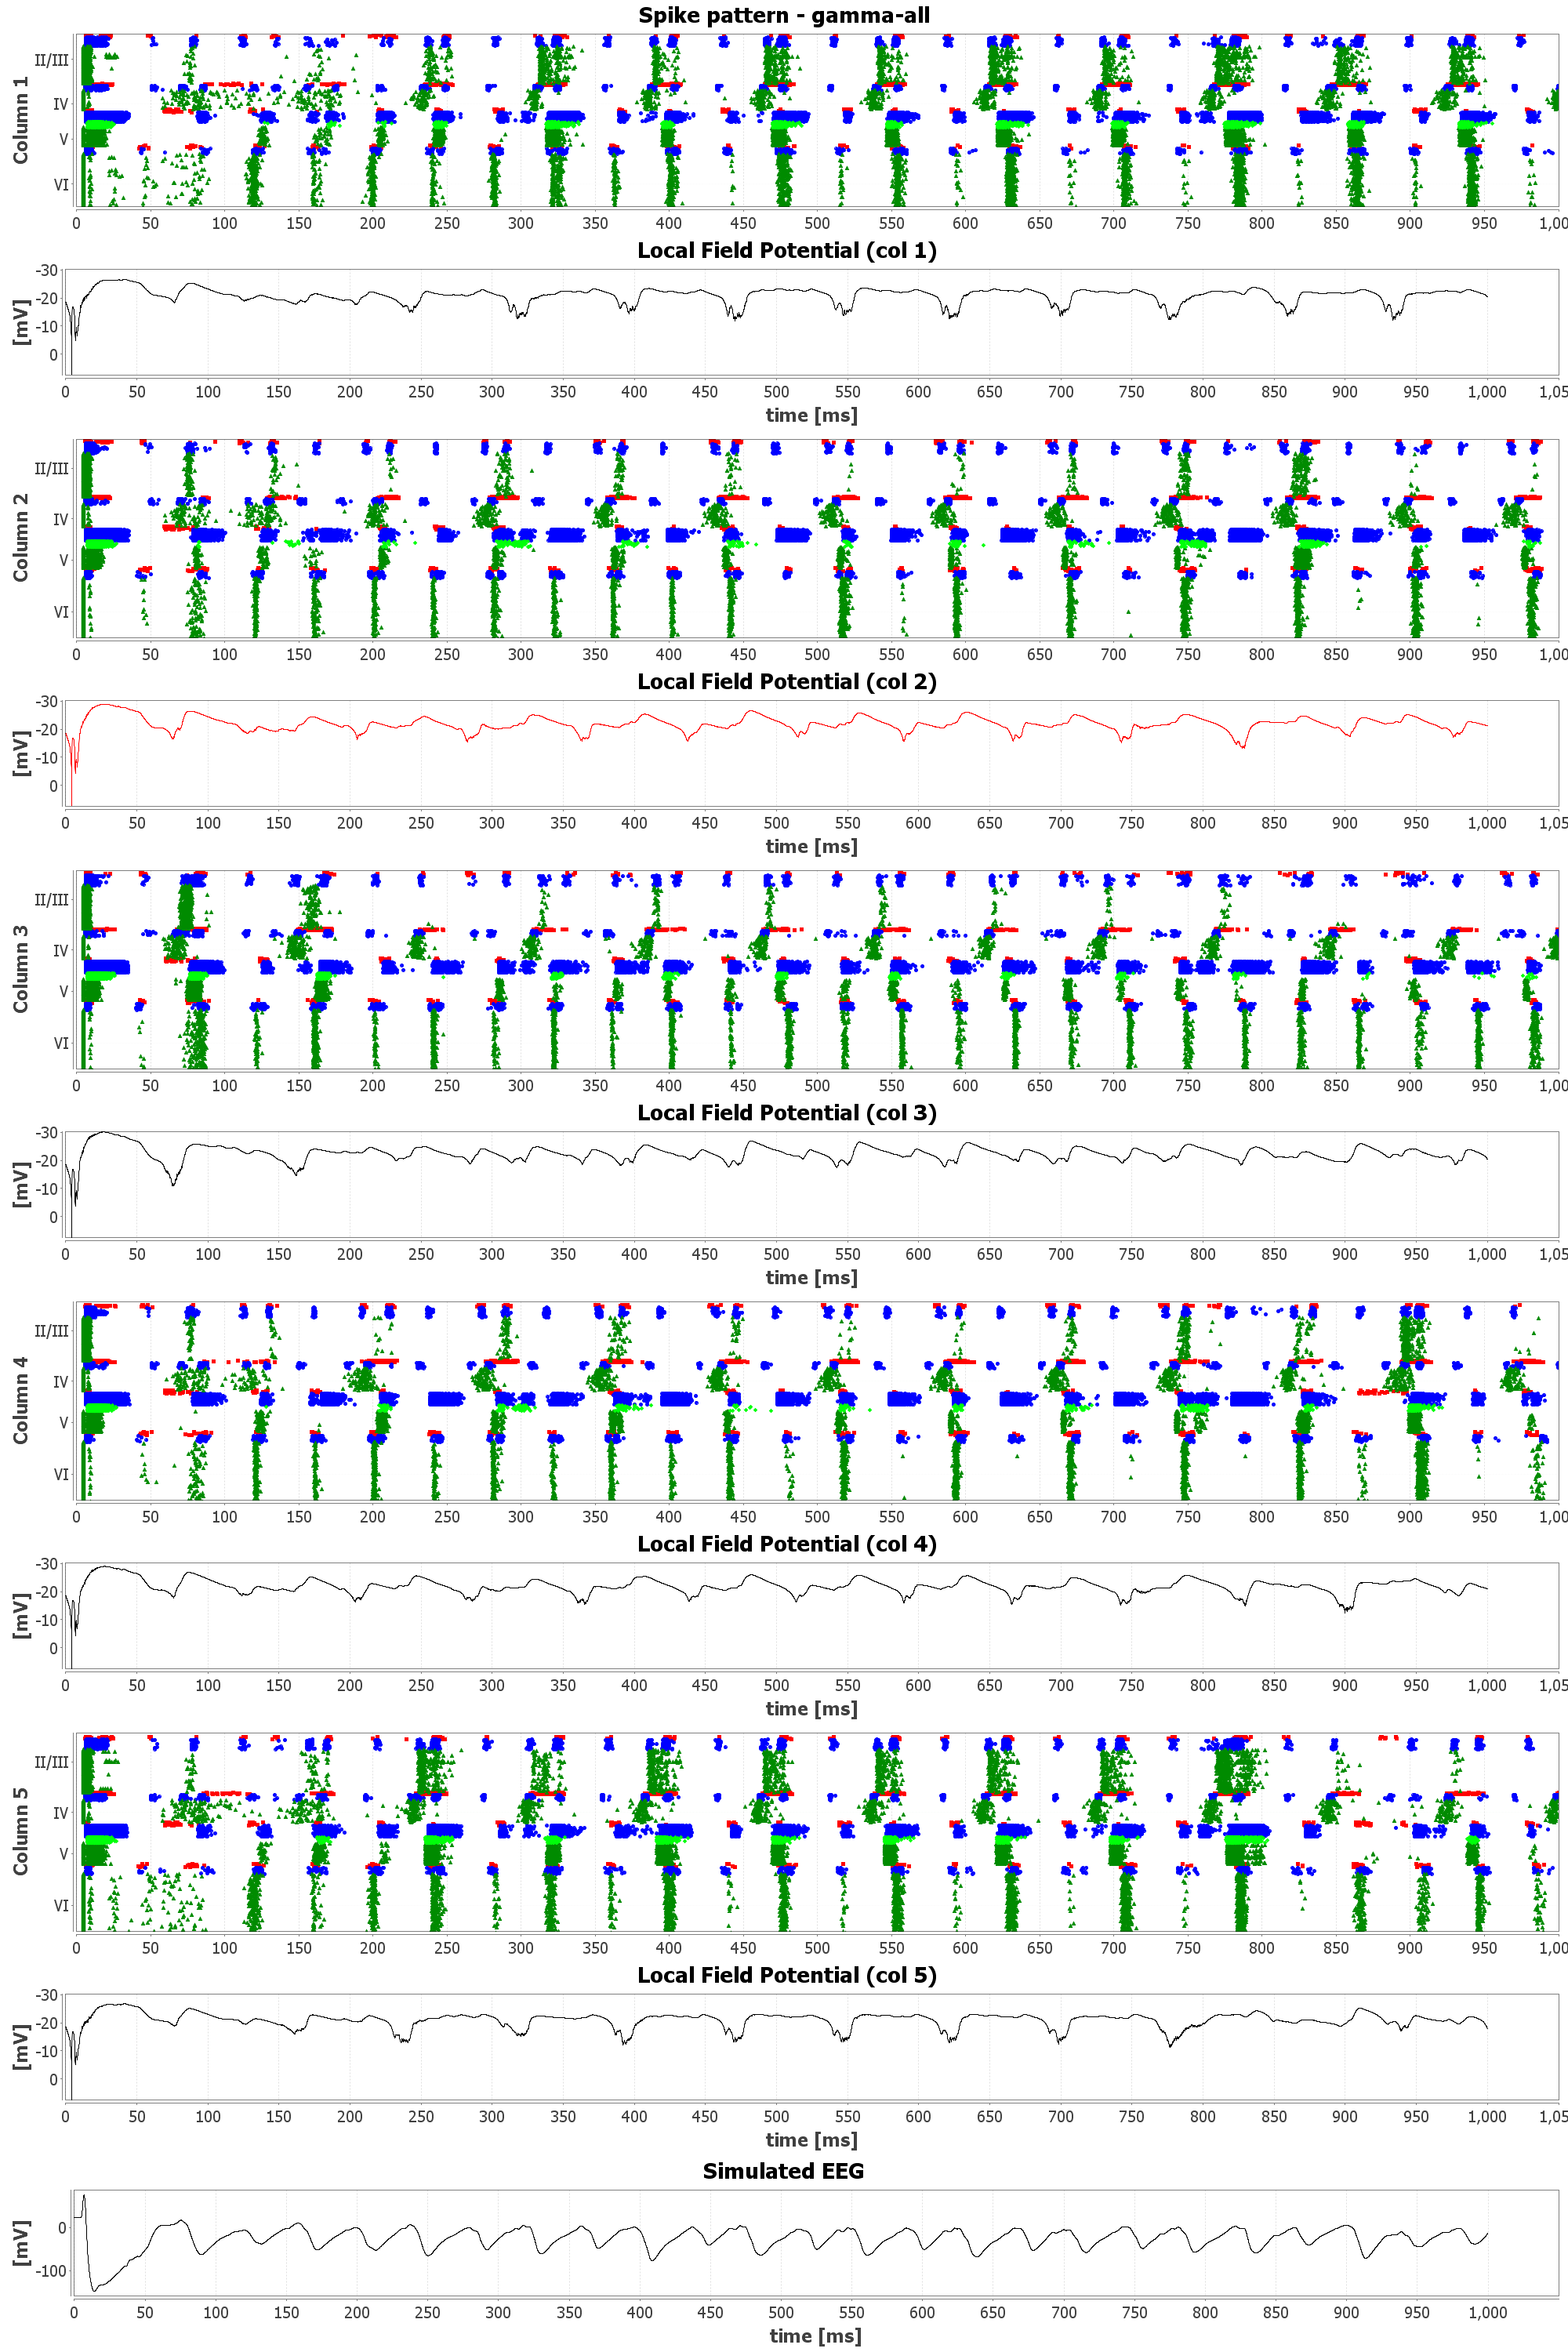 Spike pattern - gamma-all
Column 1
II/III
IV
V
VI
0 50 100 150 200 250 300 350 400 450 500 550 600 650 700 750 800 850 900 950 1,00
Local Field Potential (col 1)
[mV]
-30
-20
-10
0
0 50 100 150 200 250 300 350 400 450 500 550 600 650 700 750 800 850 900 950 1,000 1,05
time [ms]
Column 2
II/III
IV
V
VI
0 50 100 150 200 250 300 350 400 450 500 550 600 650 700 750 800 850 900 950 1,00
Local Field Potential (col 2)
[mV]
-30
-20
-10
0
0 50 100 150 200 250 300 350 400 450 500 550 600 650 700 750 800 850 900 950 1,000 1,05
time [ms]
Column 3
II/III
IV
V
VI
0 50 100 150 200 250 300 350 400 450 500 550 600 650 700 750 800 850 900 950 1,00
Local Field Potential (col 3)
[mV]
-30
-20
-10
0
0 50 100 150 200 250 300 350 400 450 500 550 600 650 700 750 800 850 900 950 1,000 1,05
time [ms]
Column 4
II/III
IV
V
VI
0 50 100 150 200 250 300 350 400 450 500 550 600 650 700 750 800 850 900 950 1,00
Local Field Potential (col 4)
[mV]
-30
-20
-10
0
0 50 100 150 200 250 300 350 400 450 500 550 600 650 700 750 800 850 900 950 1,000 1,05
time [ms]
Column 5
II/III
IV
V
VI
0 50 100 150 200 250 300 350 400 450 500 550 600 650 700 750 800 850 900 950 1,00
Local Field Potential (col 5)
[mV]
-30
-20
-10
0
0 50 100 150 200 250 300 350 400 450 500 550 600 650 700 750 800 850 900 950 1,000 1,05
time [ms]
Simulated EEG
[mV]
0
-100
0 50 100 150 200 250 300 350 400 450 500 550 600 650 700 750 800 850 900 950 1,000
time [ms]